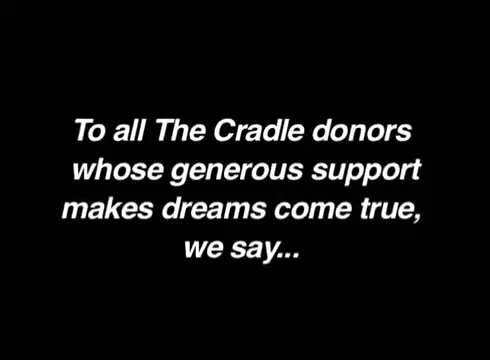 To all The Cradle donors
whose generous support
makes dreams come true,
we say...